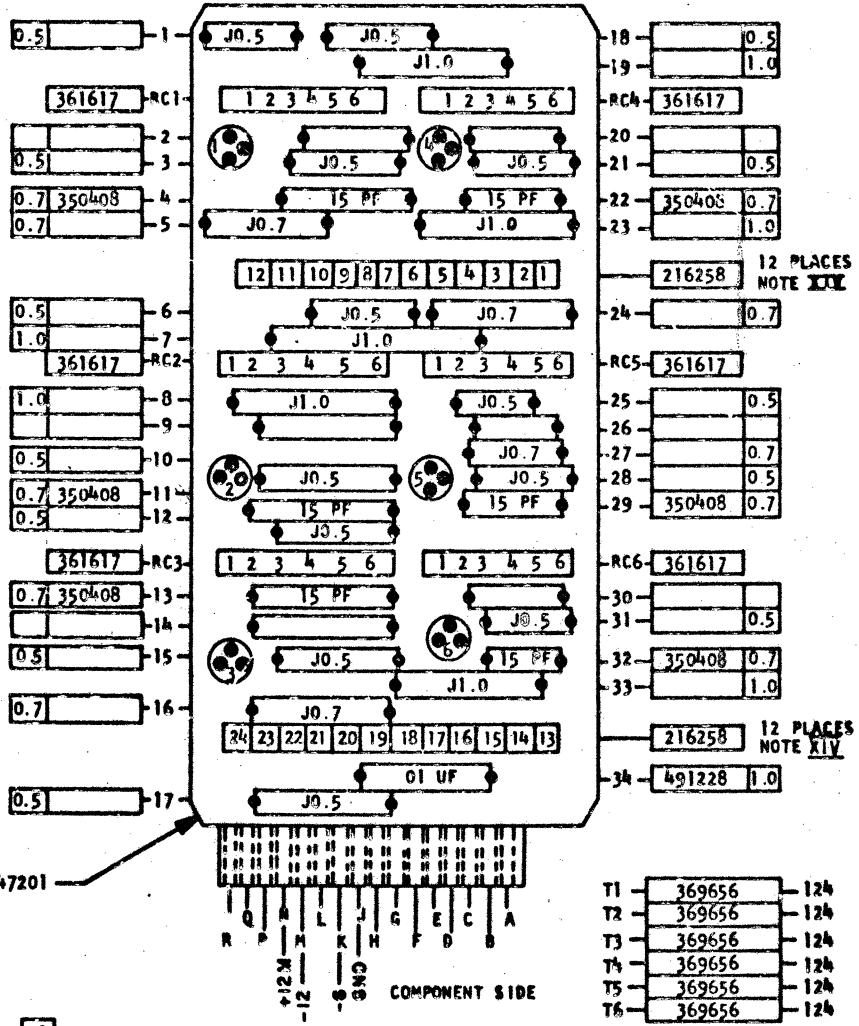 0.5 1 J0.5 J0.5 18 0.5
J1.0 19 1.0
361617 RC1 1 2 3 4 5 6 1 2 3 4 5 6 RC4 361617
2 1 4 20
0.5 3 J0.5 J0.5 21 0.5
0.7 350408 4 15 PF 15 PF 22 350408 0.7
0.7 5 J0.7 J1.0 23 1.0
12 11 10 9 8 7 6 5 4 3 2 1 216258 12 PLACES
NOTE XIV
0.5 6 J0.5 J0.7 24 0.7
1.0 7 J1.0
361617 RC2 1 2 3 4 5 6 1 2 3 4 5 6 RC5 361617
1.0 8 J1.0 J0.5 25 0.5
9 26
0.5 10 J0.7 27 0.7
2 J0.5 5 J0.5 28 0.5
0.7 350408 11 15 PF 15 PF 29 350408 0.7
0.5 12 J0.5
361617 RC3 1 2 3 4 5 6 1 2 3 4 5 6 RC6 361617
0.7 350408 13 15 PF 30
14 J0.5 31 0.5
0.5 15 3 J0.5 6 15 PF 32 350408 0.7
J1.0 33 1.0
0.7 16 J0.7
24 23 22 21 20 19 18 17 16 15 14 13 216258 12 PLACES
NOTE XIV
01 UF 34 491228 1.0
0.5 17 J0.5
47201
R Q P N M L K J H G F E D C B A
+12M -12 -6 GND
COMPONENT SIDE
T1 369656 124
T2 369656 124
T3 369656 124
T4 369656 124
T5 369656 124
T6 369656 124